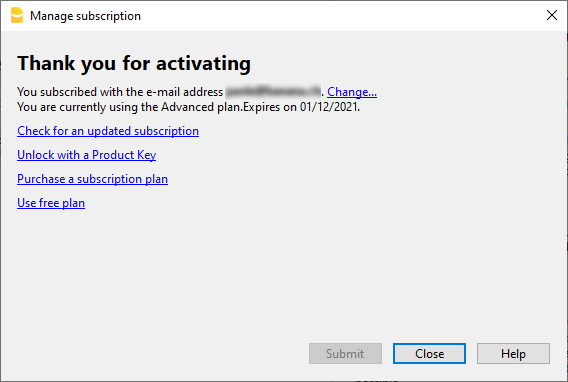 Manage subscription
Thank you for activating
You subscribed with the e-mail address . Change...
You are currently using the Advanced plan.Expires on 01/12/2021.
Check for an updated subscription
Unlock with a Product Key
Purchase a subscription plan
Use free plan
Submit Close Help